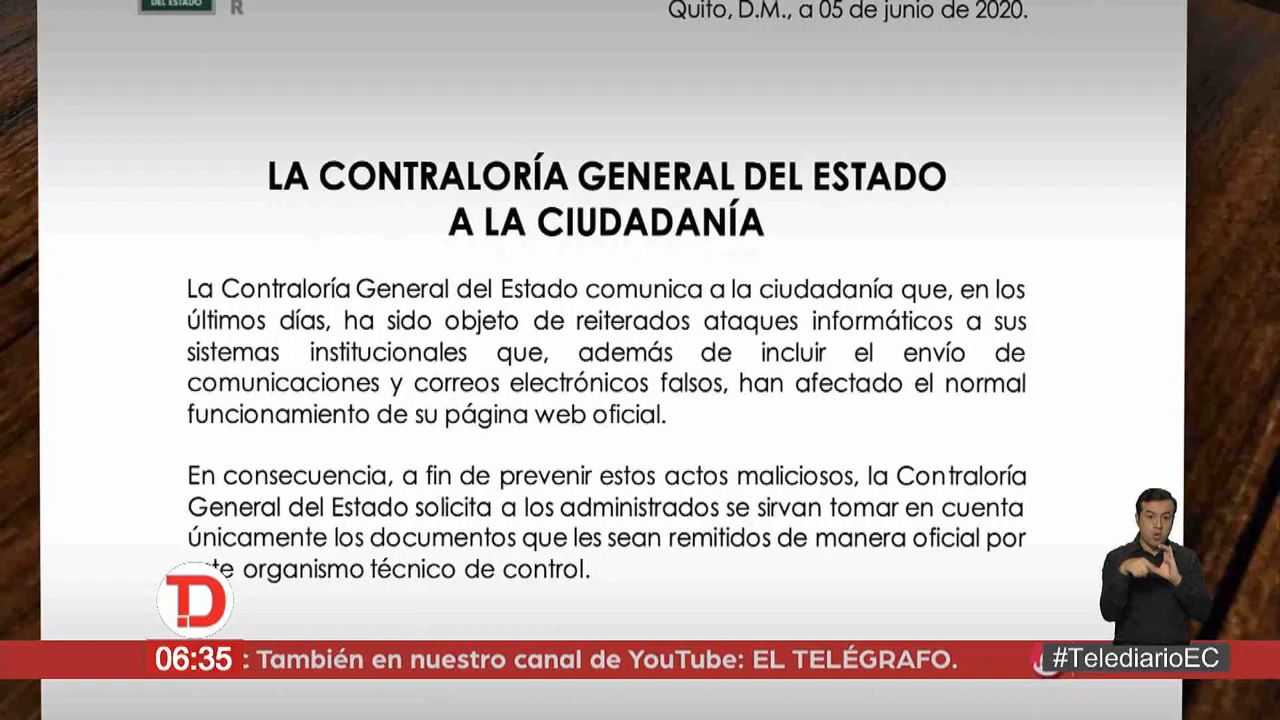 DEL ESTADO
R
Quito, D.M., a 05 de junio de 2020.
LA CONTRALORÍA GENERAL DEL ESTADO
A LA CIUDADANÍA
La Contraloría General del Estado comunica a la ciudadanía que, en los
últimos días, ha sido objeto de reiterados ataques informáticos a sus
sistemas institucionales que, además de incluir el envío de
comunicaciones y correos electrónicos falsos, han afectado el normal
funcionamiento de su página web oficial.
En consecuencia, a fin de prevenir estos actos maliciosos, la Contraloría
General del Estado solicita a los administrados se sirvan tomar en cuenta
únicamente los documentos que les sean remitidos de manera oficial por
organismo técnico de control.
TD
06:35 : También en nuestro canal de YouTube: EL TELÉGRAFO.
#TelediarioEC